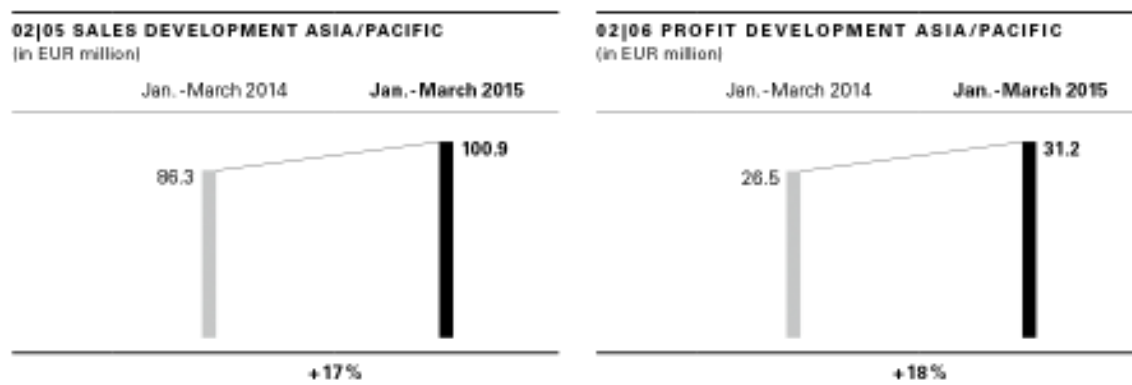 02|05 SALES DEVELOPMENT ASIA/PACIFIC
(in EUR million)
Jan. - March 2014 Jan. - March 2015
86.3 100.9
+17%
02|06 PROFIT DEVELOPMENT ASIA/PACIFIC
(in EUR million)
Jan. - March 2014 Jan. - March 2015
26.5 31.2
+18%